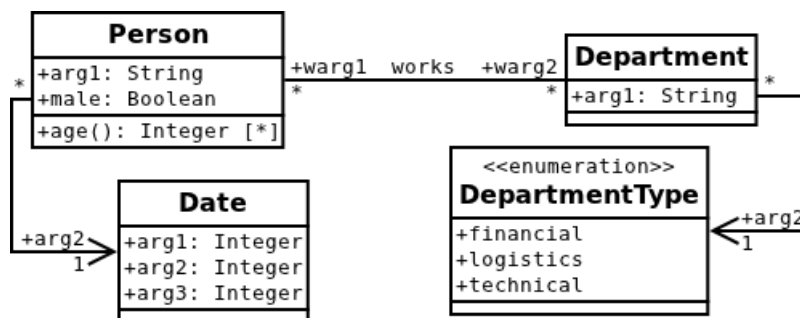 Person
+arg1: String
+male: Boolean
+age(): Integer [*]
*
+warg1 works +warg2
*
*
Department
+arg1: String
*
+arg2
1
Date
+arg1: Integer
+arg2: Integer
+arg3: Integer
<<enumeration>>
DepartmentType
+financial
+logistics
+technical
+arg2
1